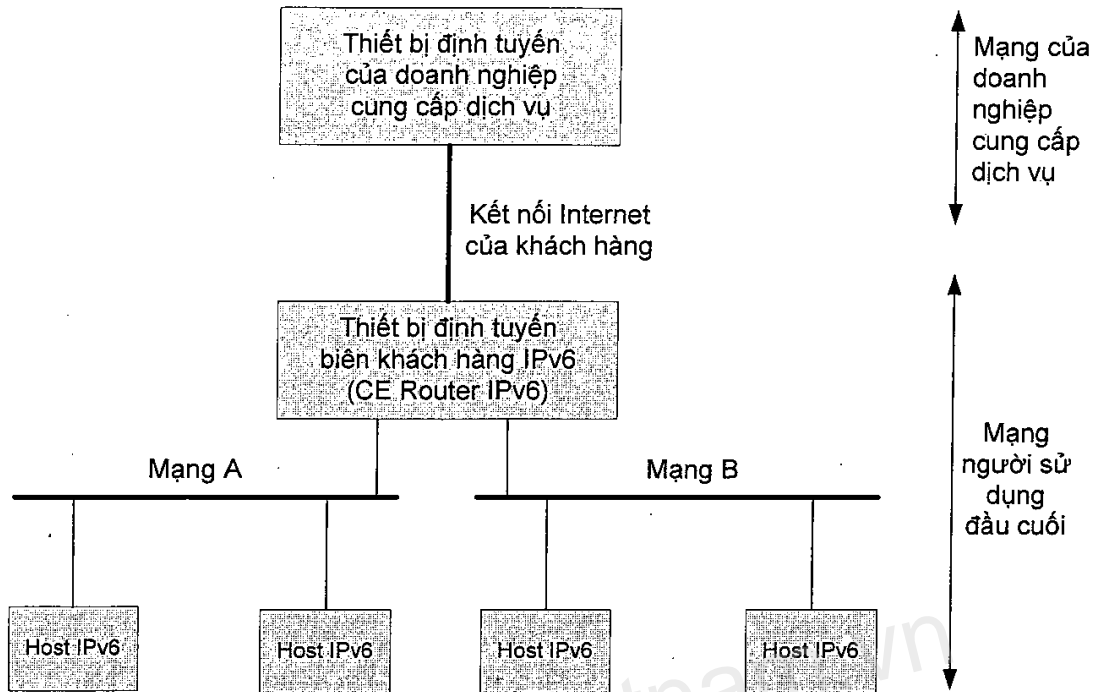 Thiết bị định tuyến
của doanh nghiệp
cung cấp dịch vụ
Mạng của
doanh
nghiệp
cung cấp
dịch vụ
Kết nối Internet
của khách hàng
Thiết bị định tuyến
biên khách hàng IPv6
(CE Router IPv6)
Mạng A
Mạng B
Mạng
người sử
dụng
đầu cuối
Host IPv6
Host IPv6
Host IPv6
Host IPv6